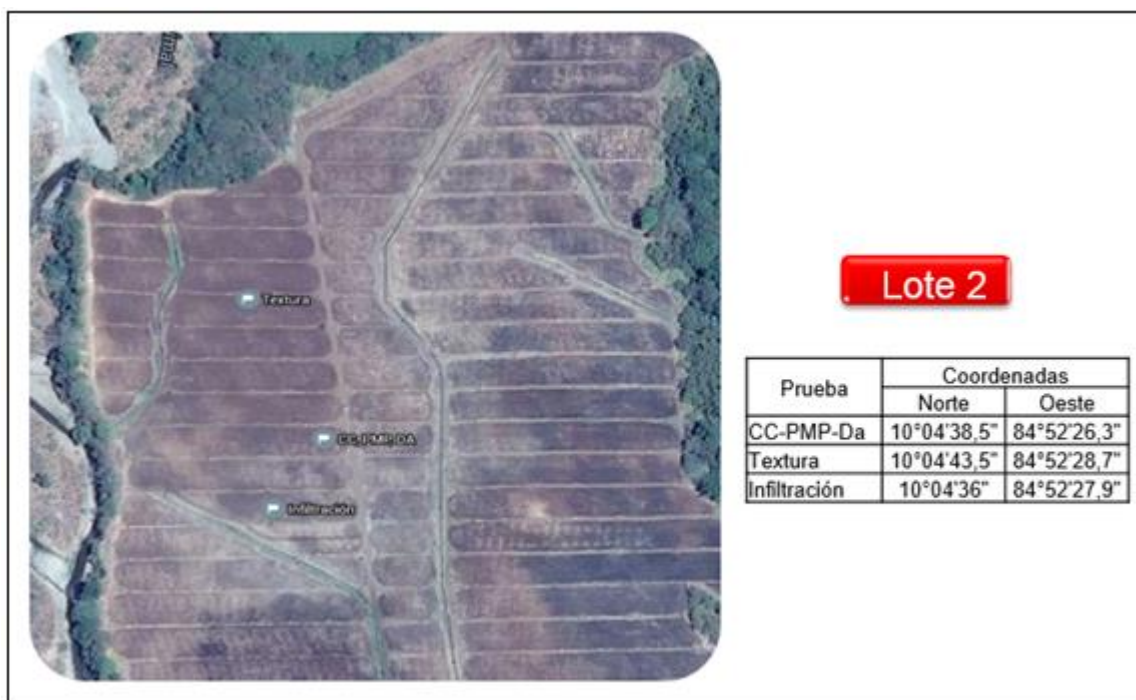 Textura
CC, PMP, DA
Infiltración
Lote 2
Prueba
Coordenadas
Norte
Oeste
CC-PMP-Da 10°04'38,5" 84°52'26,3"
Textura 10°04'43,5" 84°52'28,7"
Infiltración 10°04'36" 84°52'27,9"